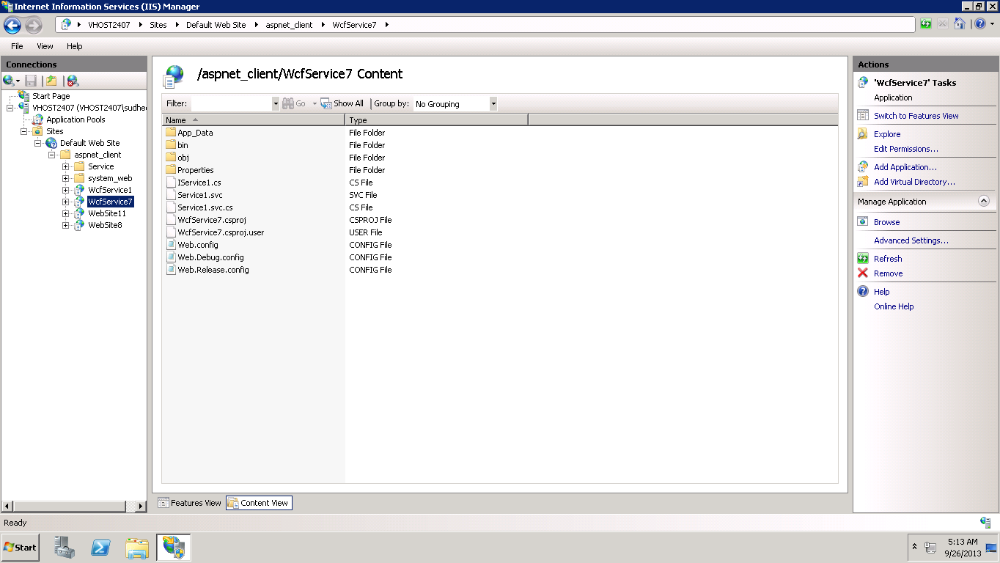 Internet Information Services (IIS) Manager
VHOST2407 Sites Default Web Site aspnet_client WcfService7
File View Help
Connections
Start Page
VHOST2407 (VHOST2407\sudhee
Application Pools
Sites
Default Web Site
aspnet_client
Service
system_web
WcfService1
WcfService7
WebSite11
WebSite8
/aspnet_client/WcfService7 Content
Filter: Go Show All Group by: No Grouping
Name Type
App_Data File Folder
bin File Folder
obj File Folder
Properties File Folder
IService1.cs CS File
Service1.svc SVC File
Service1.svc.cs CS File
WcfService7.csproj CSPROJ File
WcfService7.csproj.user USER File
Web.config CONFIG File
Web.Debug.config CONFIG File
Web.Release.config CONFIG File
Features View Content View
Actions
'WcfService7' Tasks
Application
Switch to Features View
Explore
Edit Permissions...
Add Application...
Add Virtual Directory...
Manage Application
Browse
Advanced Settings...
Refresh
Remove
Help
Online Help
Ready
Start
5:13 AM
9/26/2013